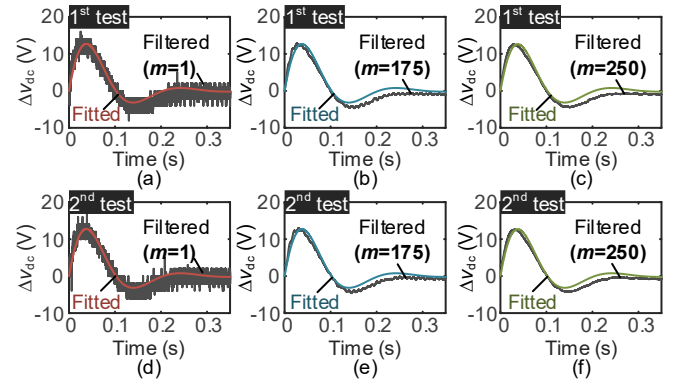 1st test
Filtered
(m=1)
Fitted
Δvdc (V)
20
10
0
-10
0
0.1
0.2
0.3
Time (s)
(a)
1st test
Filtered
(m=175)
Fitted
Δvdc (V)
20
10
0
-10
0
0.1
0.2
0.3
Time (s)
(b)
1st test
Filtered
(m=250)
Fitted
Δvdc (V)
20
10
0
-10
0
0.1
0.2
0.3
Time (s)
(c)
2nd test
Filtered
(m=1)
Fitted
Δvdc (V)
20
10
0
-10
0
0.1
0.2
0.3
Time (s)
(d)
2nd test
Filtered
(m=175)
Fitted
Δvdc (V)
20
10
0
-10
0
0.1
0.2
0.3
Time (s)
(e)
2nd test
Filtered
(m=250)
Fitted
Δvdc (V)
20
10
0
-10
0
0.1
0.2
0.3
Time (s)
(f)